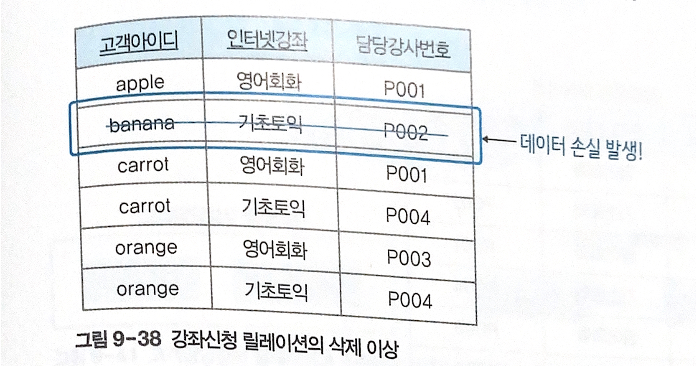 고객아이디 인터넷강좌 담당강사번호
apple 영어회화 P001
banana 기초토익 P002
데이터 손실 발생!
carrot 영어회화 P001
carrot 기초토익 P004
orange 영어회화 P003
orange 기초토익 P004
그림 9-38 강좌신청 릴레이션의 삭제 이상